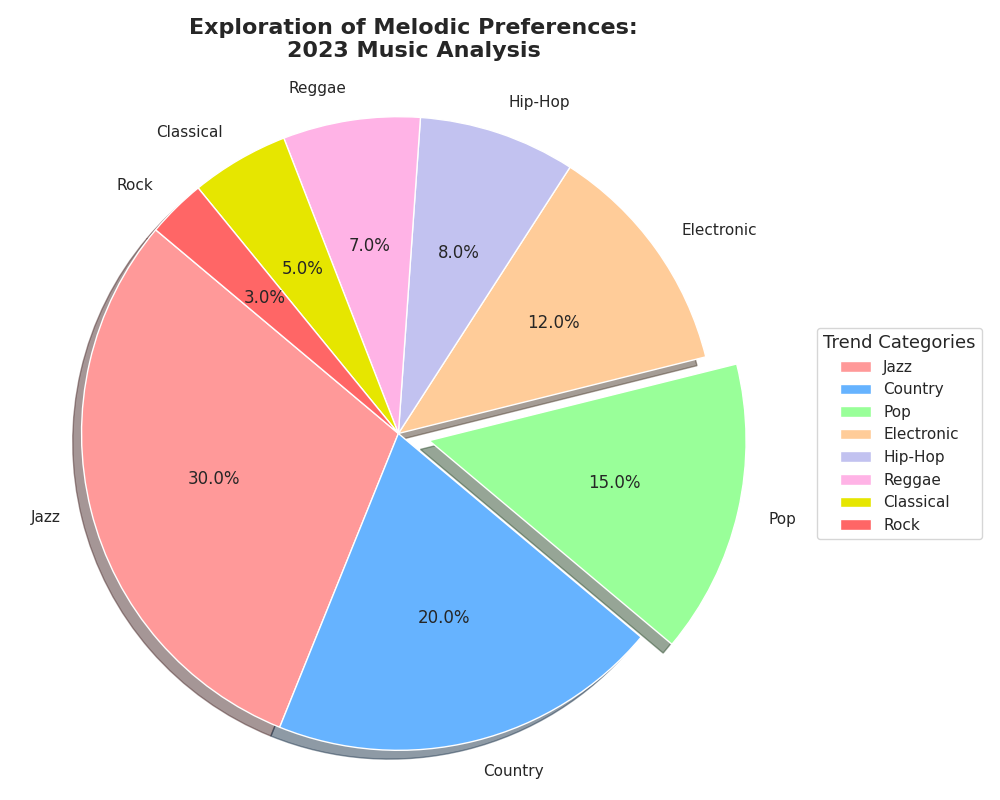 Exploration of Melodic Preferences:
2023 Music Analysis
Reggae
Hip-Hop
Classical
Rock
Electronic
7.0%
8.0%
5.0%
3.0%
12.0%
30.0%
15.0%
Jazz
Pop
20.0%
Country
Trend Categories
Jazz
Country
Pop
Electronic
Hip-Hop
Reggae
Classical
Rock